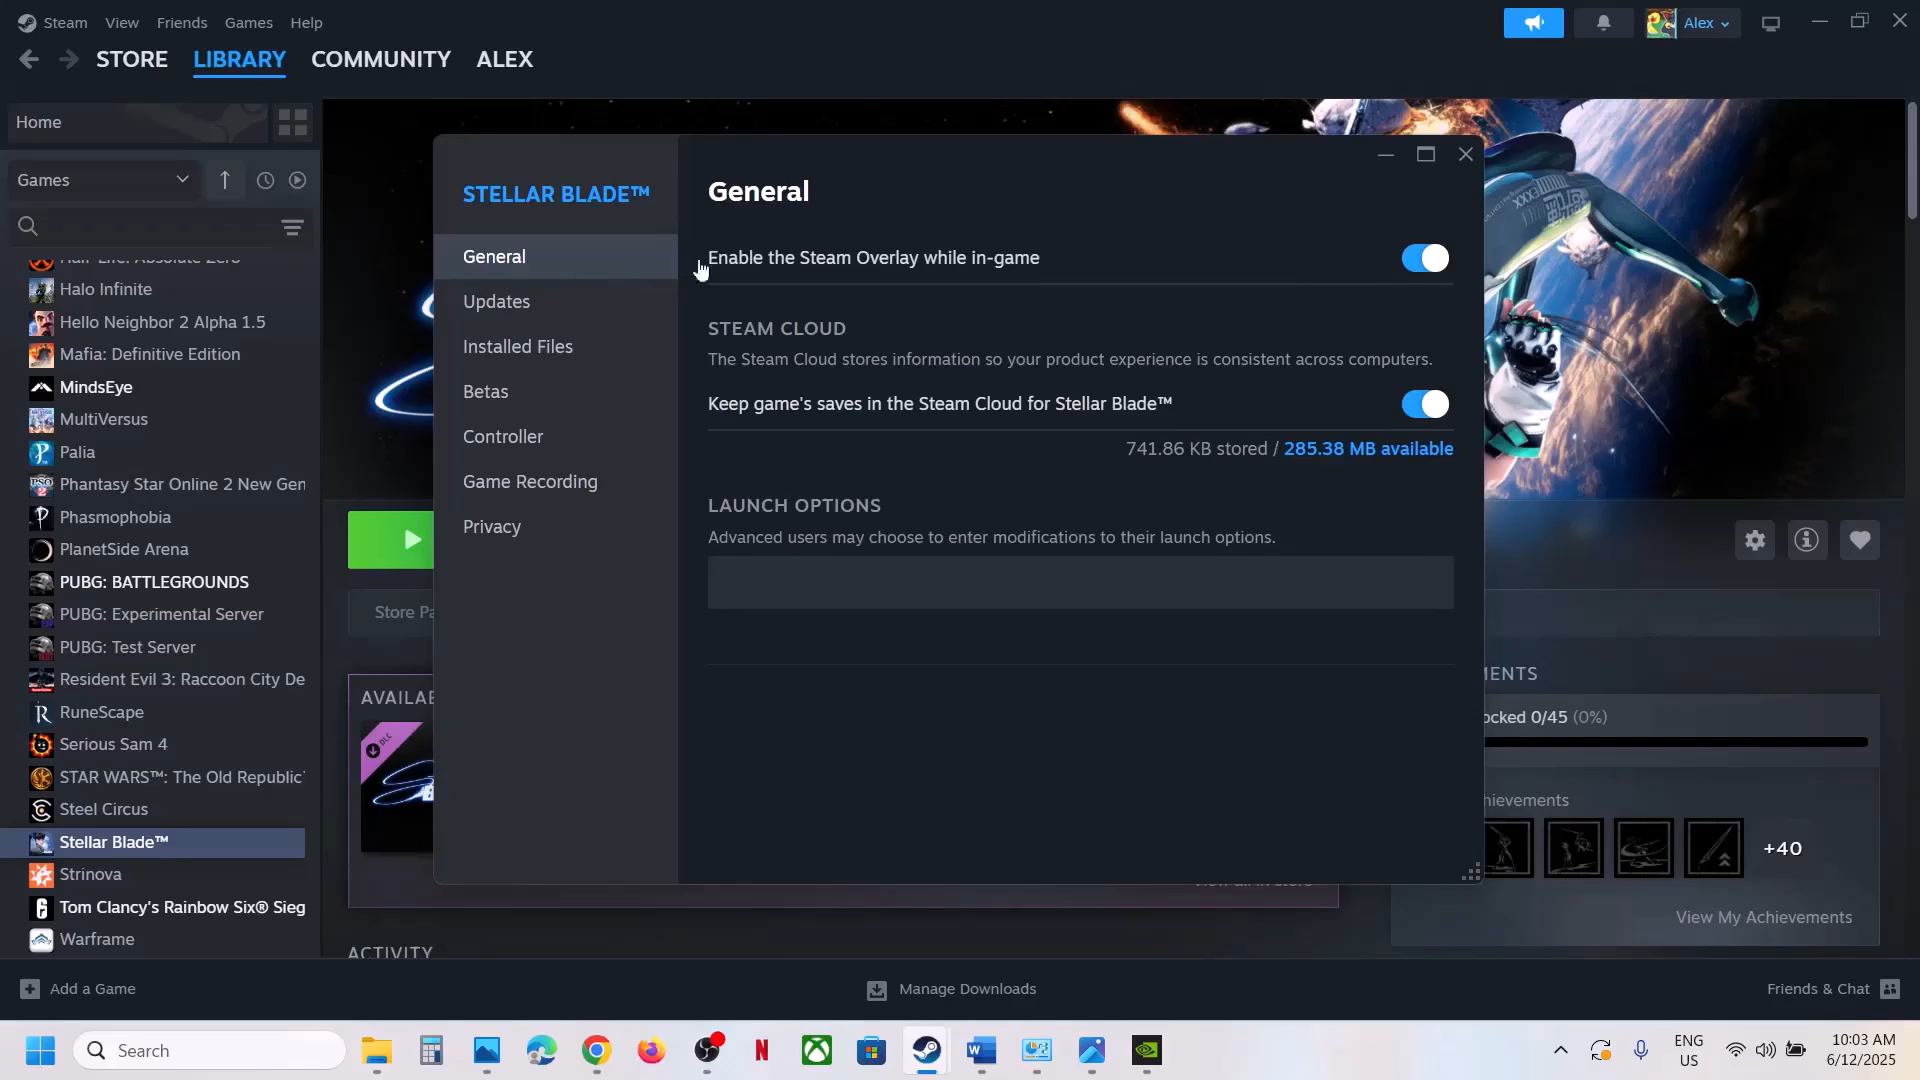 Steam View Friends Games Help
Alex
STORE LIBRARY COMMUNITY ALEX
Home
Games
Halo Infinite
Hello Neighbor 2 Alpha 1.5
Mafia: Definitive Edition
MindsEye
MultiVersus
Palia
Phantasy Star Online 2 New Gen
Phasmophobia
PlanetSide Arena
PUBG: BATTLEGROUNDS
PUBG: Experimental Server
PUBG: Test Server
Resident Evil 3: Raccoon City De
RuneScape
Serious Sam 4
STAR WARS™: The Old Republic
Steel Circus
Stellar Blade™
Strinova
Tom Clancy's Rainbow Six® Sieg
Warframe
STELLAR BLADE™
General
Updates
Installed Files
Betas
Controller
Game Recording
Privacy
General
Enable the Steam Overlay while in-game
STEAM CLOUD
The Steam Cloud stores information so your product experience is consistent across computers.
Keep game's saves in the Steam Cloud for Stellar Blade™
741.86 KB stored / 285.38 MB available
LAUNCH OPTIONS
Advanced users may choose to enter modifications to their launch options.
Store Pa
AVAILAB
DLC
MENTS
ocked 0/45 (0%)
hievements
+40
View My Achievements
ACTIVITY
Add a Game
Manage Downloads
Friends & Chat
Search
ENG
US
10:03 AM
6/12/2025